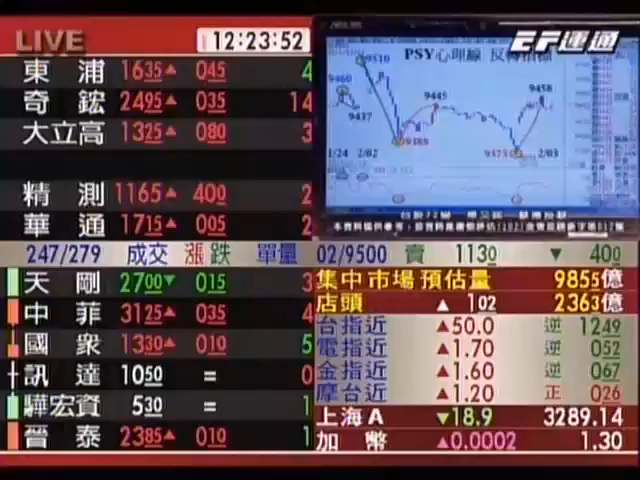 LIVE
12:23:52
EF運通
東浦 1635▲ 045 4
奇鋐 2495▲ 035 14
大立高 1325▲ 080 3
精測 1165▲ 400 2
華通 1715▲ 005 2
PSY心理線 反轉指標
9510
9460
9437
9445
9458
1/24 2/02
2/03
247/279 成交 漲跌 單量
02/9500 賣 1130 ▼ 400
天剛 2700▼ 015 3
中菲 3125▲ 035 4
國眾 1330▲ 010 5
訊達 1050 = 0
驊宏資 530 = 1
晉泰 2385▲ 010 1
集中市場預估量 9855億
店頭 ▲ 102 2363億
台指近 ▲50.0 逆 1249
電指近 ▲1.70 逆 052
金指近 ▲1.60 逆 067
摩台近 ▲1.20 正 026
上海A ▼18.9 3289.14
加幣 ▲0.0002 1.30